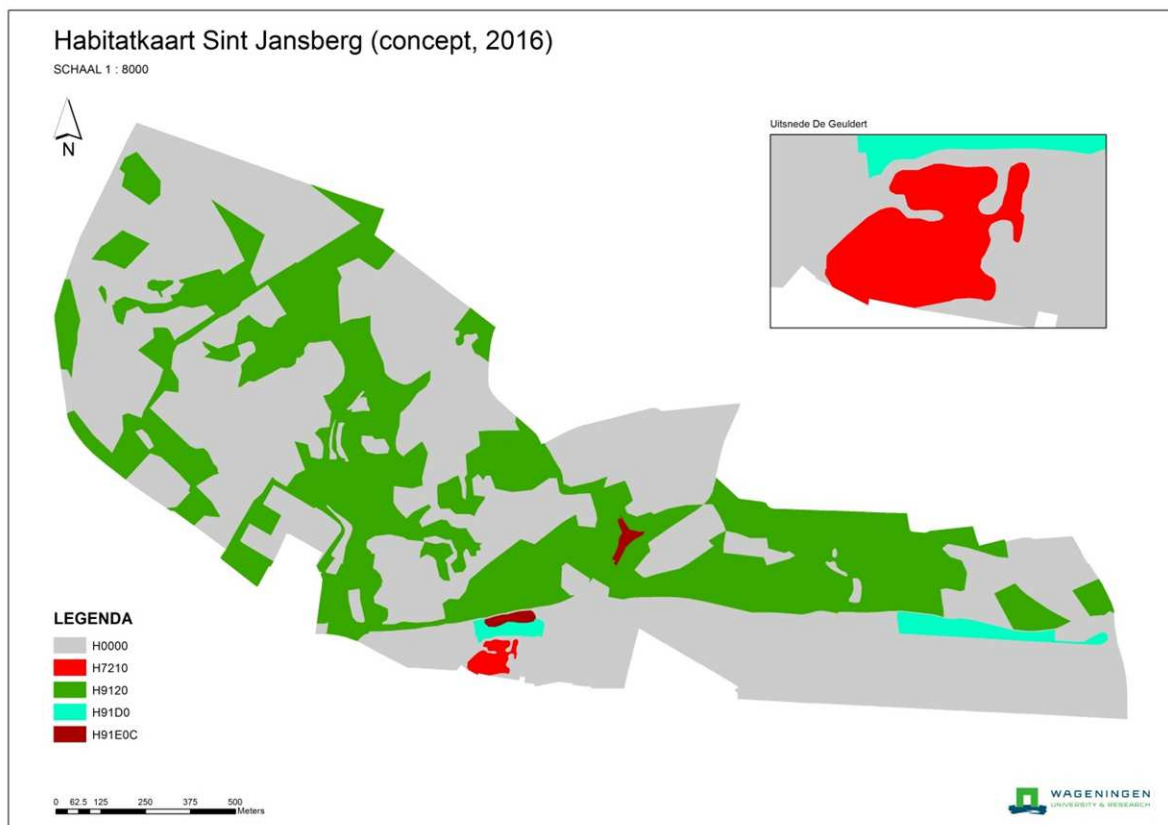 Habitatkaart Sint Jansberg (concept, 2016)
SCHAAL 1 : 8000
N
Uitsnede De Geuldert
LEGENDA
H0000
H7210
H9120
H91D0
H91E0C
0 62.5 125 250 375 500
Meters
WAGENINGEN
UNIVERSITY & RESEARCH